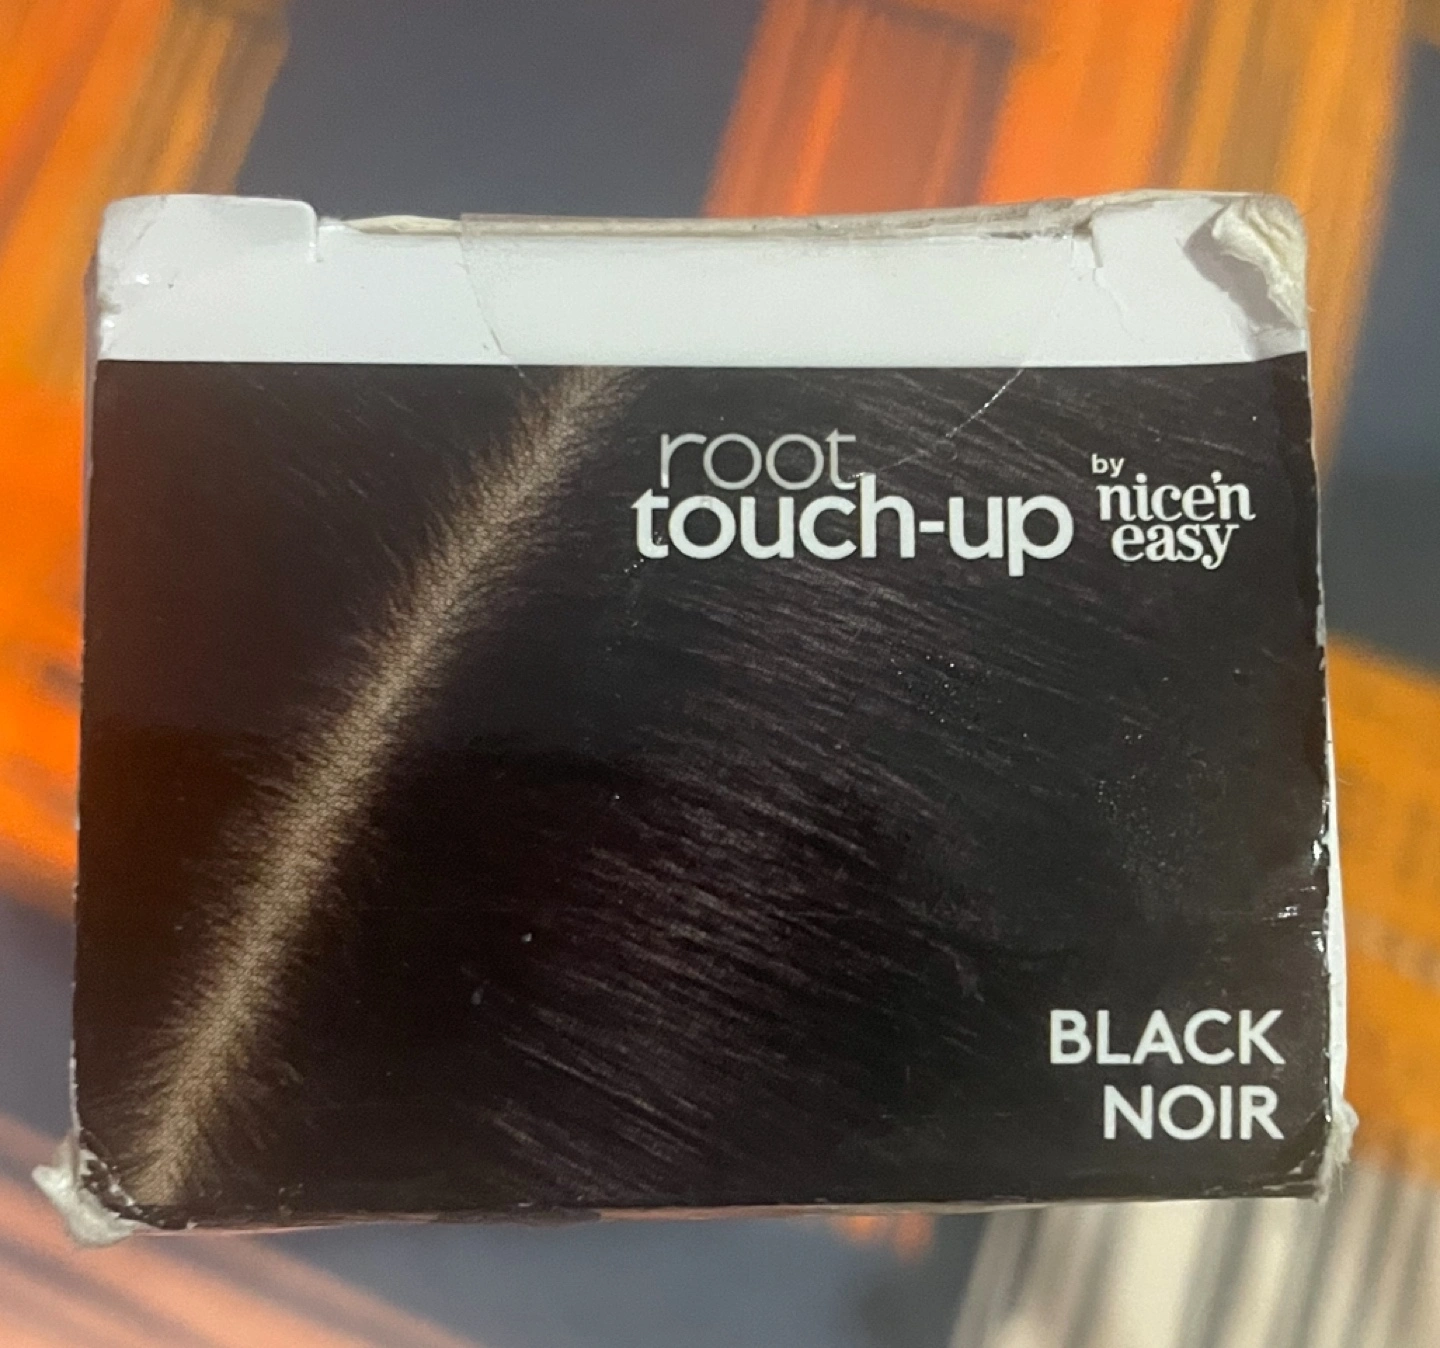 root
touch-up
by
nice'n
easy
BLACK
NOIR